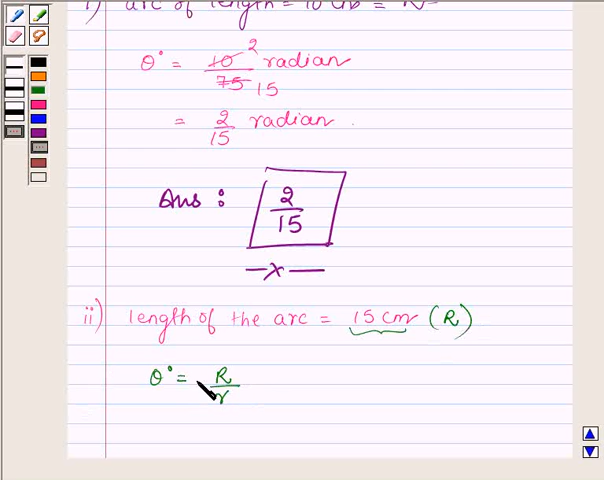 i) arc of length = 10 cm = R
θ° = 10/75 radian 2 15
= 2/15 radian.
Ans : 2/15
—x—
ii) length of the arc = 15 cm (R)
θ° = R/r